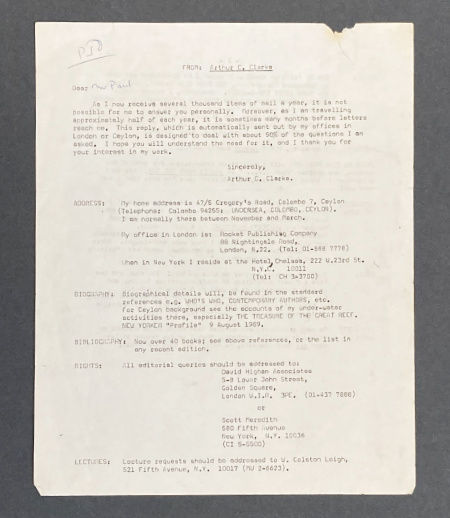 PTO
FROM: Arthur C. Clarke
Dear Mr Paul
As I now receive several thousand items of mail a year, it is not
possible for me to answer you personally. Moreover, as I am travelling
approximately half of each year, it is sometimes many months before letters
reach me. This reply, which is automatically sent out by my offices in
London or Ceylon, is designed to deal with about 90% of the questions I am
asked. I hope you will understand the need for it, and I thank you for
your interest in my work.
Sincerely,
Arthur C. Clarke.
ADDRESS: My home address is 47/5 Gregory's Road, Colombo 7, Ceylon
(Telephone: Colombo 94255; UNDERSEA, COLOMBO, CEYLON).
I am normally there between November and March.
My office in London is: Rocket Publishing Company
88 Nightingale Road,
London, N.22. (Tel: 01-888 7778)
When in New York I reside at the Hotel Chelsea, 222 W.23rd St.
N.Y.C. 10011
(Tel: CH 3-3700)
BIOGRAPHY: Biographical details will, be found in the standard
references e.g. WHO'S WHO, CONTEMPORARY AUTHORS, etc.
For Ceylon background see the accounts of my under-water
activities there, especially THE TREASURE OF THE GREAT REEF.
NEW YORKER "Profile" 9 August 1969.
BIBLIOGRAPHY: Now over 40 books; see above references, or the list in
any recent edition.
RIGHTS: All editorial queries should be addressed to:
David Higham Associates
5-8 Lower John Street,
Golden Square,
London W.I.R. 3PE. (01-437 7888)
or
Scott Meredith
580 Fifth Avenue
New York, N.Y. 10036
(CI 5-5500)
LECTURES: Lecture requests should be addressed to W. Colston Leigh,
521 Fifth Avenue, N.Y. 10017 (MU 2-6623).